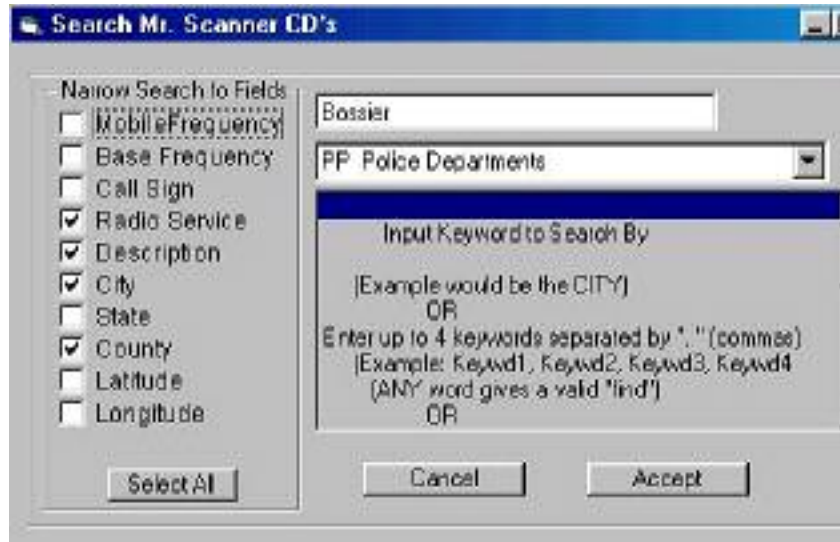 Search Mr. Scanner CD's
Narrow Search to Fields
MobileFrequency
Base Frequency
Call Sign
Radio Service
Description
City
State
County
Latitude
Longitude
Select All
Bossier
PP Police Departments
Input Keyword to Search By
(Example would be the CITY)
OR
Enter up to 4 keywords separated by "," (commas)
(Example: Keywd1, Keywd2, Keywd3, Keywd4
(ANY word gives a valid "find")
OR
Cancel
Accept